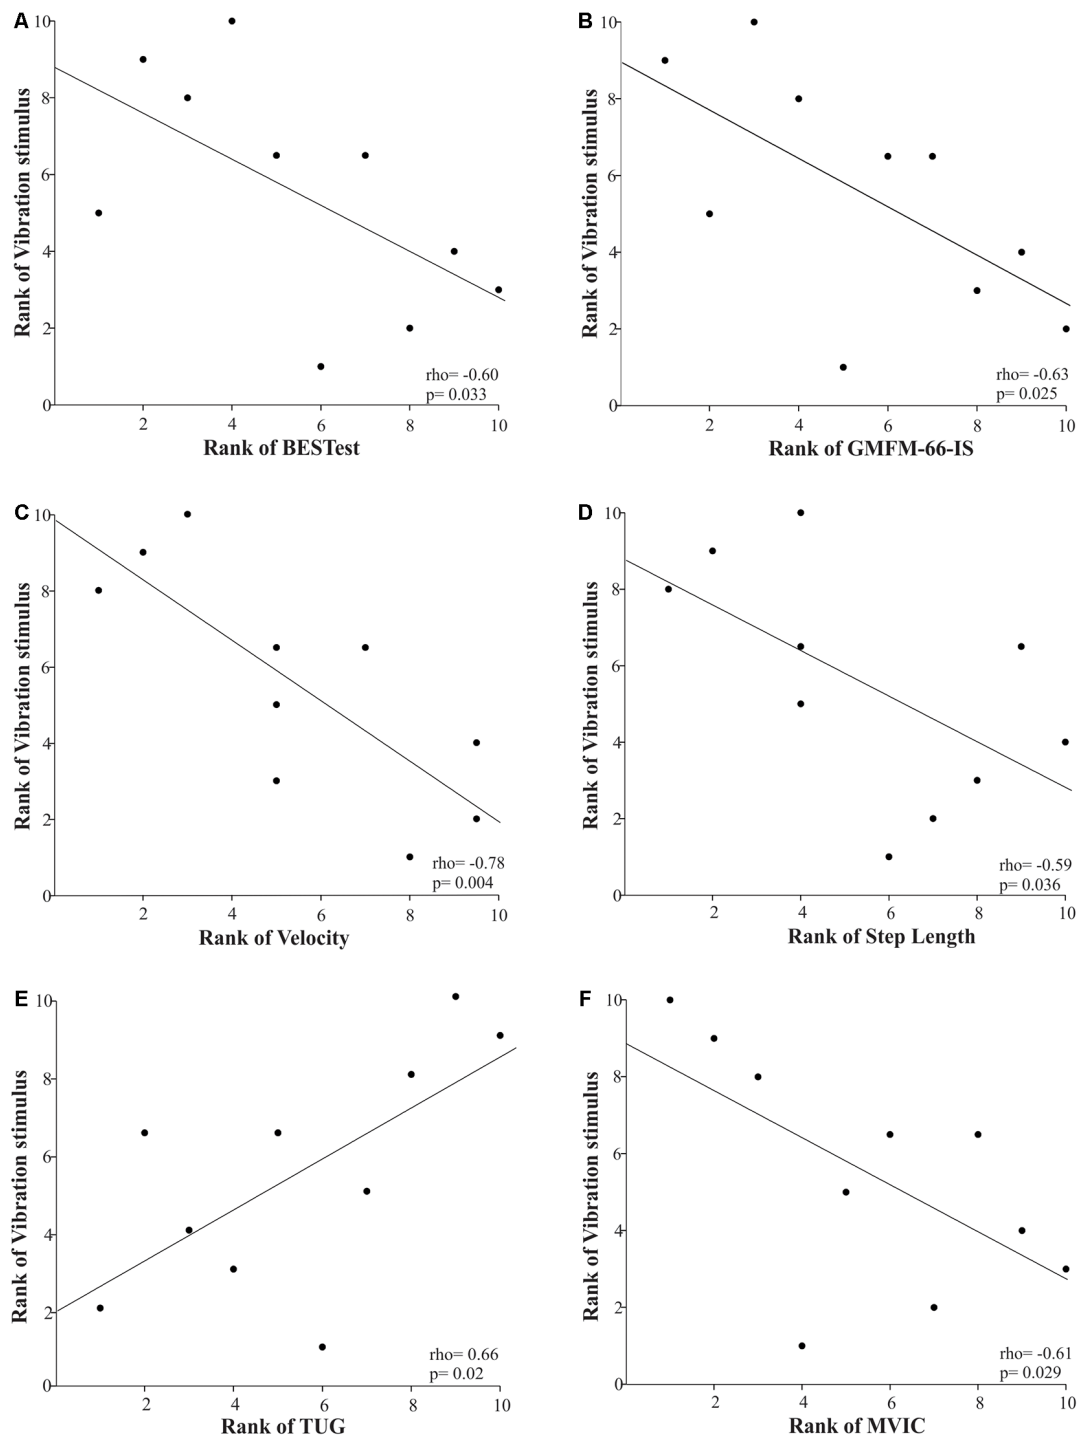 A
Rank of Vibration stimulus
10
8
6
4
2
0
2 4 6 8 10
rho= -0.60
p= 0.033
Rank of BESTest
B
Rank of Vibration stimulus
10
8
6
4
2
0
2 4 6 8 10
rho= -0.63
p= 0.025
Rank of GMFM-66-IS
C
Rank of Vibration stimulus
10
8
6
4
2
0
2 4 6 8 10
rho= -0.78
p= 0.004
Rank of Velocity
D
Rank of Vibration stimulus
10
8
6
4
2
0
2 4 6 8 10
rho= -0.59
p= 0.036
Rank of Step Length
E
Rank of Vibration stimulus
10
8
6
4
2
0
2 4 6 8 10
rho= 0.66
p= 0.02
Rank of TUG
F
Rank of Vibration stimulus
10
8
6
4
2
0
2 4 6 8 10
rho= -0.61
p= 0.029
Rank of MVIC